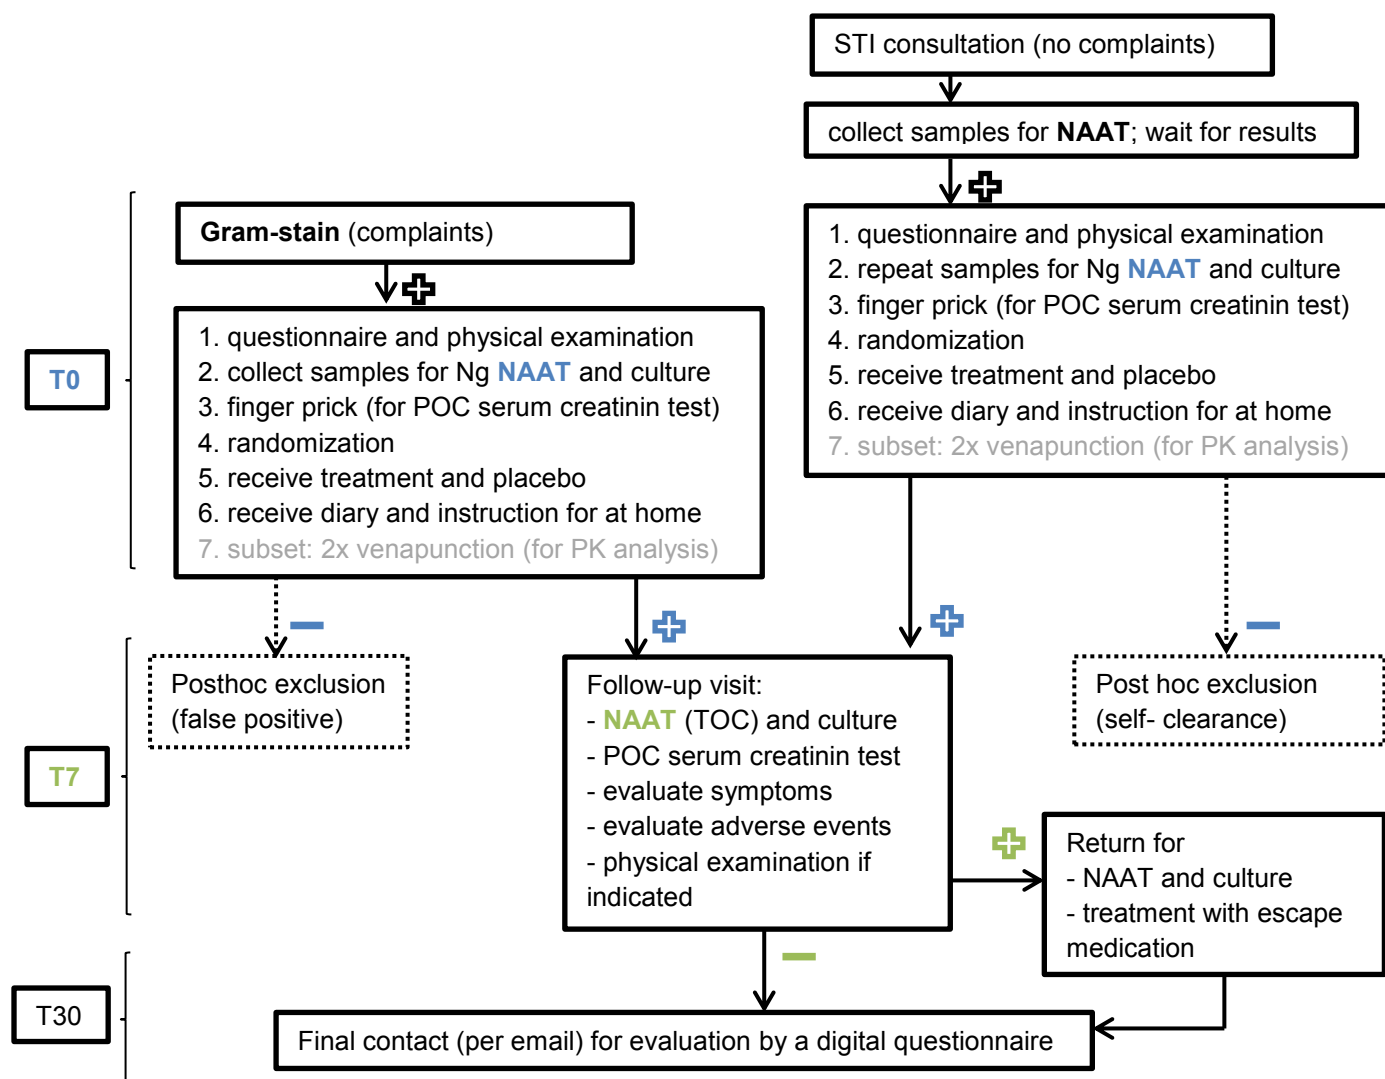 STI consultation (no complaints)
collect samples for NAAT; wait for results
Gram-stain (complaints)
T0
1. questionnaire and physical examination
2. collect samples for Ng NAAT and culture
3. finger prick (for POC serum creatinin test)
4. randomization
5. receive treatment and placebo
6. receive diary and instruction for at home
7. subset: 2x venapunction (for PK analysis)
1. questionnaire and physical examination
2. repeat samples for Ng NAAT and culture
3. finger prick (for POC serum creatinin test)
4. randomization
5. receive treatment and placebo
6. receive diary and instruction for at home
7. subset: 2x venapunction (for PK analysis)
T7
Posthoc exclusion
(false positive)
Follow-up visit:
- NAAT (TOC) and culture
- POC serum creatinin test
- evaluate symptoms
- evaluate adverse events
- physical examination if
indicated
Post hoc exclusion
(self- clearance)
Return for
- NAAT and culture
- treatment with escape
medication
T30
Final contact (per email) for evaluation by a digital questionnaire